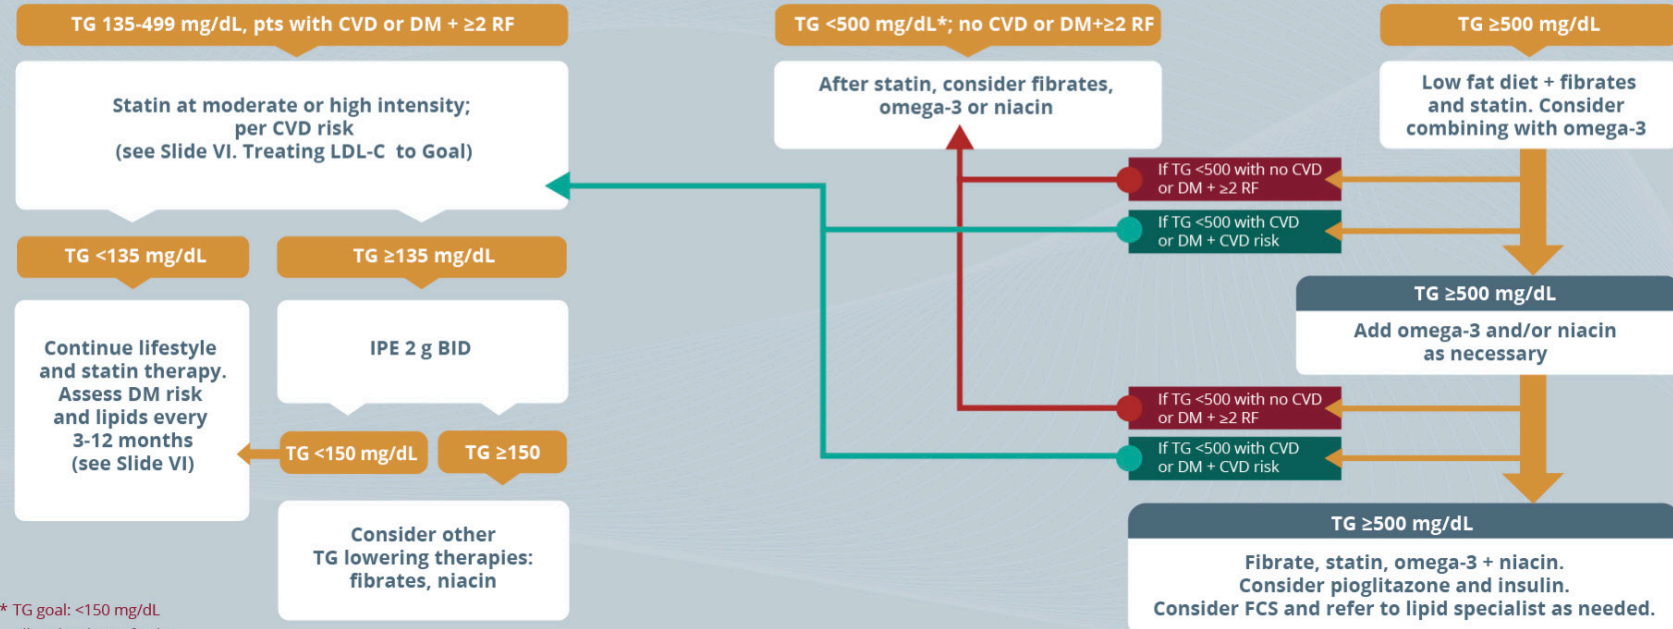 TG 135-499 mg/dL, pts with CVD or DM + ≥2 RF
Statin at moderate or high intensity;
per CVD risk
(see Slide VI. Treating LDL-C to Goal)
TG <135 mg/dL
Continue lifestyle
and statin therapy.
Assess DM risk
and lipids every
3-12 months
(see Slide VI)
TG ≥135 mg/dL
IPE 2 g BID
TG <150 mg/dL
TG ≥150
Consider other
TG lowering therapies:
fibrates, niacin
TG <500 mg/dL*; no CVD or DM+≥2 RF
After statin, consider fibrates,
omega-3 or niacin
TG ≥500 mg/dL
Low fat diet + fibrates
and statin. Consider
combining with omega-3
If TG <500 with no CVD
or DM + ≥2 RF
If TG <500 with CVD
or DM + CVD risk
TG ≥500 mg/dL
Add omega-3 and/or niacin
as necessary
If TG <500 with no CVD
or DM + ≥2 RF
If TG <500 with CVD
or DM + CVD risk
TG ≥500 mg/dL
Fibrate, statin, omega-3 + niacin.
Consider pioglitazone and insulin.
Consider FCS and refer to lipid specialist as needed.
* TG goal: <150 mg/dL